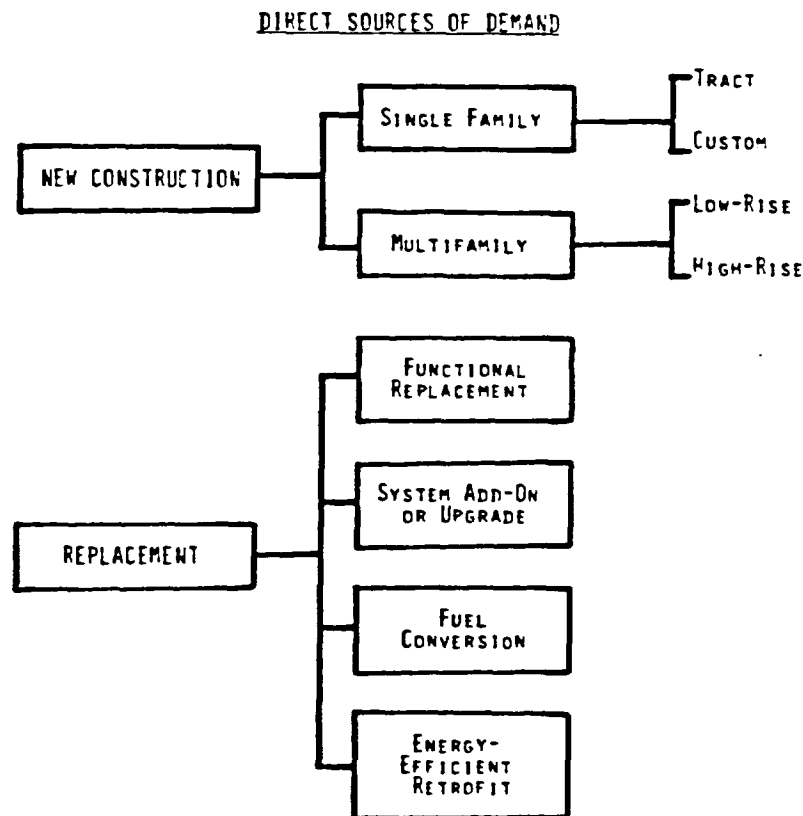 DIRECT SOURCES OF DEMAND
NEW CONSTRUCTION
SINGLE FAMILY
TRACT
CUSTOM
MULTIFAMILY
LOW-RISE
HIGH-RISE
REPLACEMENT
FUNCTIONAL
REPLACEMENT
SYSTEM ADD-ON
OR UPGRADE
FUEL
CONVERSION
ENERGY-
EFFICIENT
RETROFIT